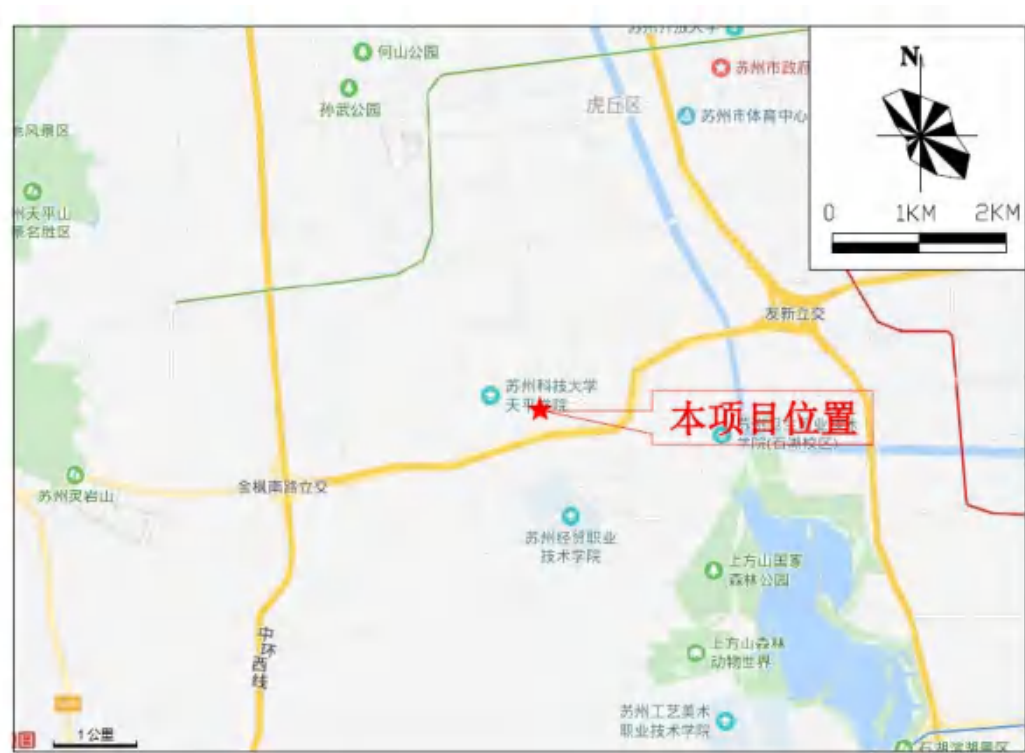 何山公园
苏州市政府
孙武公园
虎丘区
苏州市体育中心
风景区
州天平山
景名胜区
N
0 1KM 2KM
友新立交
苏州科技大学
天平学院
本项目位置
学院(石湖校区)
金枫南路立交
苏州灵岩山
苏州经贸职业
技术学院
上方山国家
森林公园
上方山森林
动物世界
中环西线
苏州工艺美术
职业技术学院
1公里
石湖滨湖景区